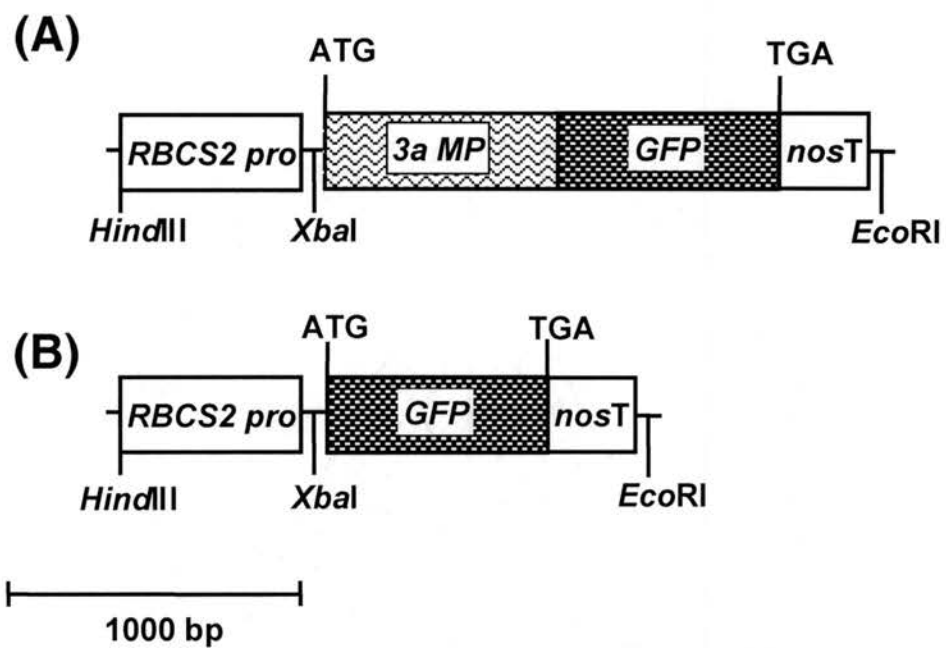 (A)
ATG TGA
RBCS2 pro 3a MP GFP nosT
HindIII XbaI EcoRI
(B)
ATG TGA
RBCS2 pro GFP nosT
HindIII XbaI EcoRI
1000 bp